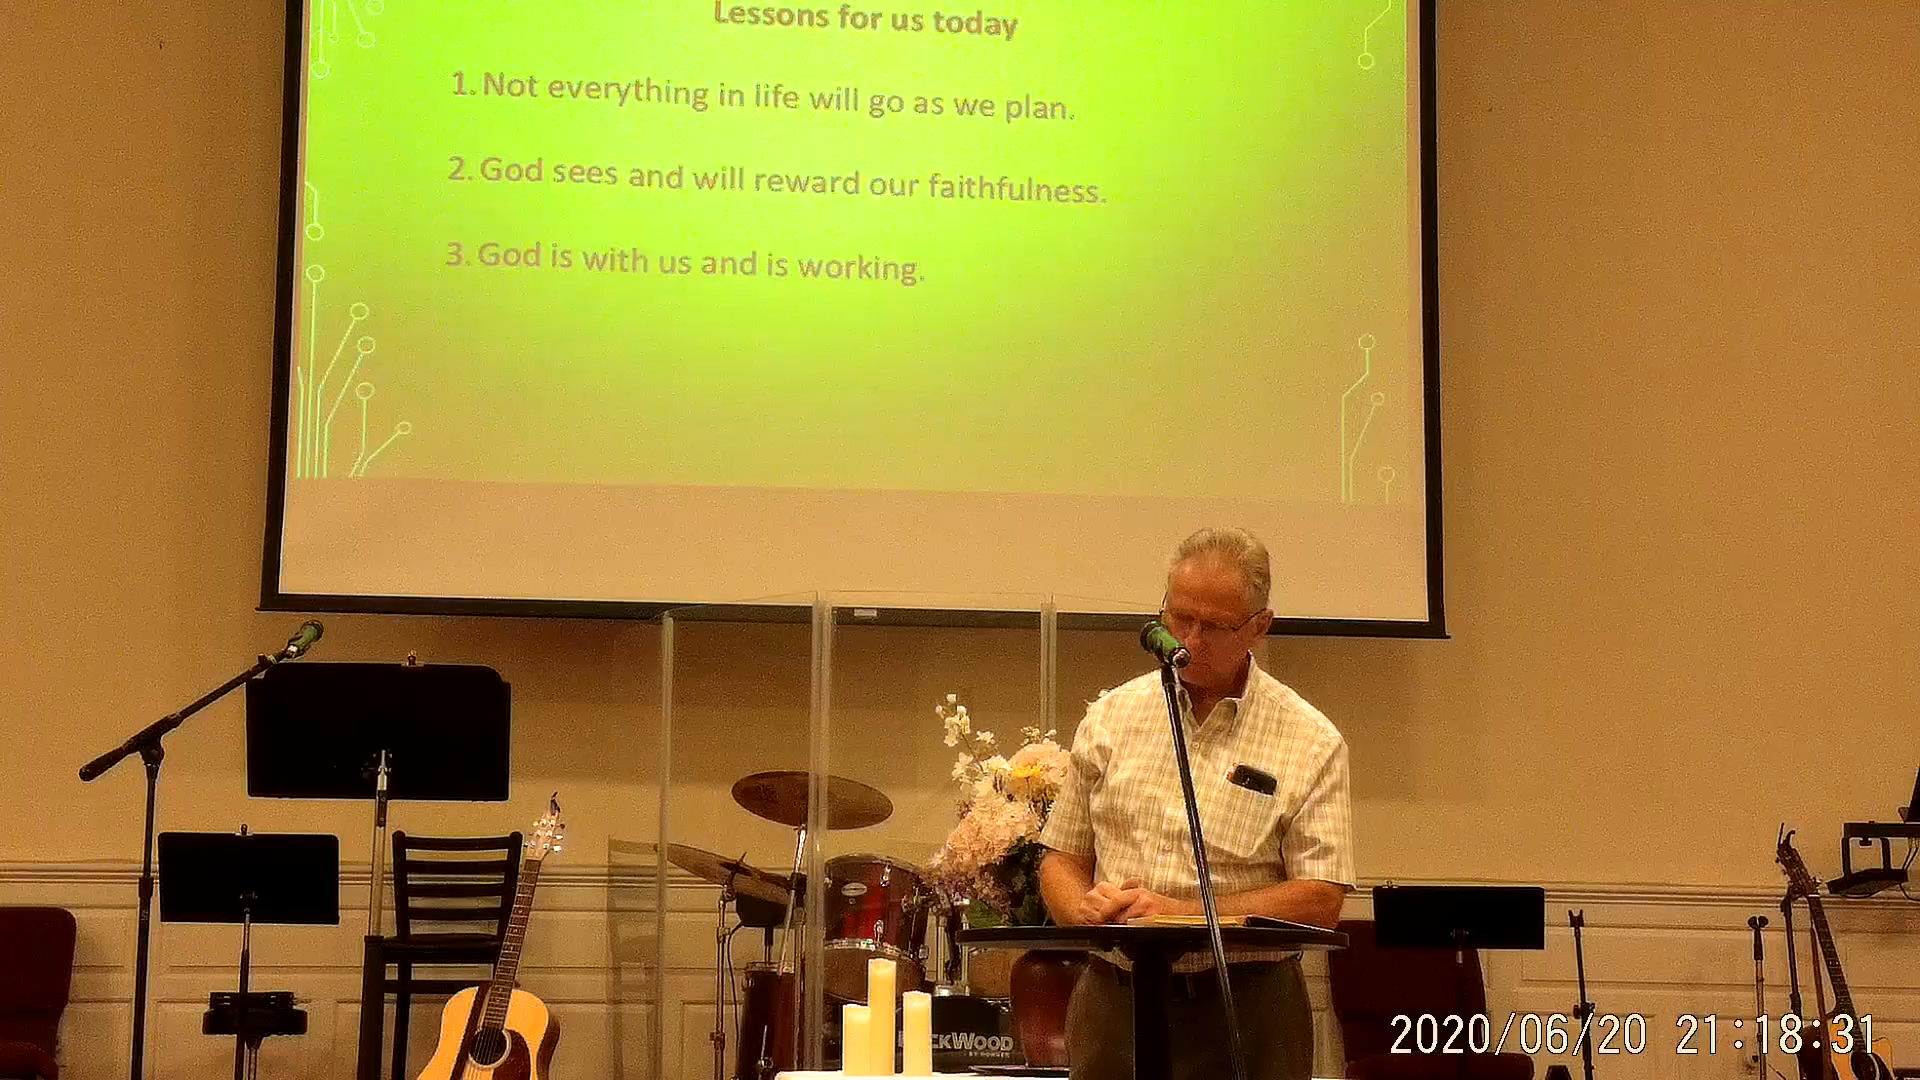 Lessons for us today
1. Not everything in life will go as we plan.
2. God sees and will reward our faithfulness.
3. God is with us and is working.
WOOD
2020/06/20 21:18:31